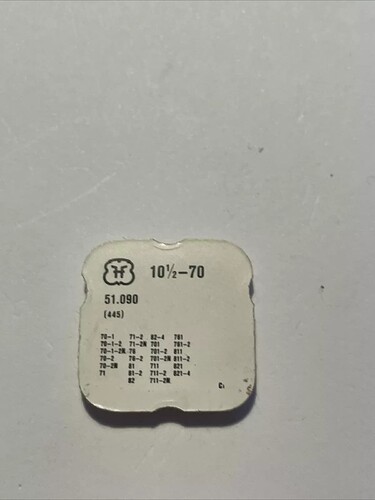 10½–70
51.090
(445)
70-1 71-2 82-4 781
70-1-2 71-2N 701 781-2
70-1-2N 76 701-2 811
70-2 76-2 701-2N 811-2
70-2N 81 711 821
71 81-2 711-2 821-4
82 711-2N
C1